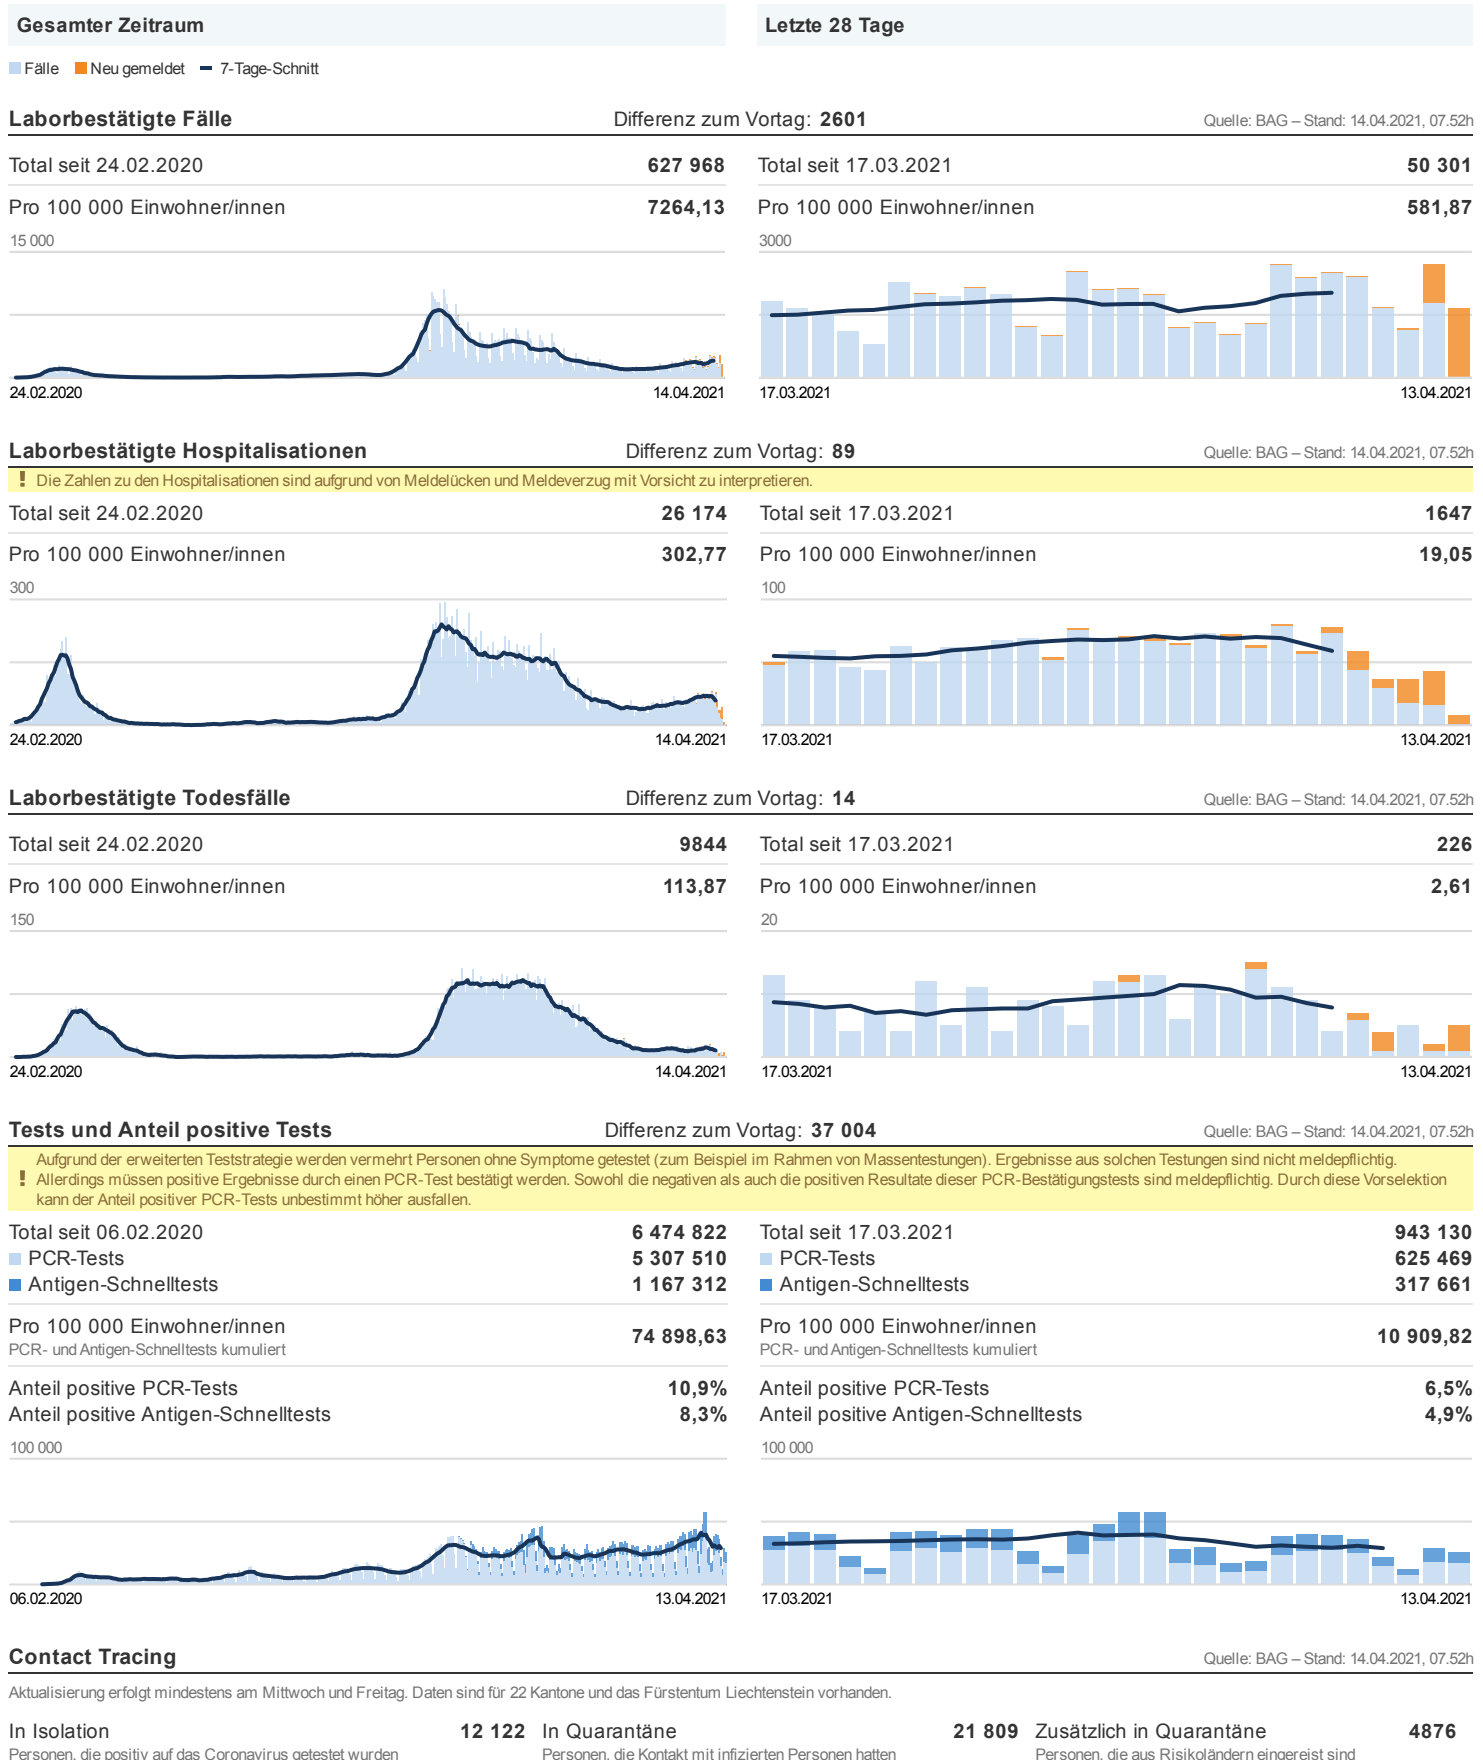 Gesamter Zeitraum
Letzte 28 Tage
Fälle Neu gemeldet 7-Tage-Schnitt
Laborbestätigte Fälle Differenz zum Vortag: 2601 Quelle: BAG – Stand: 14.04.2021, 07.52h
Total seit 24.02.2020 627 968 Total seit 17.03.2021 50 301
Pro 100 000 Einwohner/innen 7264,13 Pro 100 000 Einwohner/innen 581,87
15 000 3000
24.02.2020 14.04.2021 17.03.2021 13.04.2021
Laborbestätigte Hospitalisationen Differenz zum Vortag: 89 Quelle: BAG – Stand: 14.04.2021, 07.52h
! Die Zahlen zu den Hospitalisationen sind aufgrund von Meldelücken und Meldeverzug mit Vorsicht zu interpretieren.
Total seit 24.02.2020 26 174 Total seit 17.03.2021 1647
Pro 100 000 Einwohner/innen 302,77 Pro 100 000 Einwohner/innen 19,05
300 100
24.02.2020 14.04.2021 17.03.2021 13.04.2021
Laborbestätigte Todesfälle Differenz zum Vortag: 14 Quelle: BAG – Stand: 14.04.2021, 07.52h
Total seit 24.02.2020 9844 Total seit 17.03.2021 226
Pro 100 000 Einwohner/innen 113,87 Pro 100 000 Einwohner/innen 2,61
150 20
24.02.2020 14.04.2021 17.03.2021 13.04.2021
Tests und Anteil positive Tests Differenz zum Vortag: 37 004 Quelle: BAG – Stand: 14.04.2021, 07.52h
Aufgrund der erweiterten Teststrategie werden vermehrt Personen ohne Symptome getestet (zum Beispiel im Rahmen von Massentestungen). Ergebnisse aus solchen Testungen sind nicht meldepflichtig.
! Allerdings müssen positive Ergebnisse durch einen PCR-Test bestätigt werden. Sowohl die negativen als auch die positiven Resultate dieser PCR-Bestätigungstests sind meldepflichtig. Durch diese Vorselektion
kann der Anteil positiver PCR-Tests unbestimmt höher ausfallen.
Total seit 06.02.2020 6 474 822 Total seit 17.03.2021 943 130
PCR-Tests 5 307 510 PCR-Tests 625 469
Antigen-Schnelltests 1 167 312 Antigen-Schnelltests 317 661
Pro 100 000 Einwohner/innen 74 898,63 Pro 100 000 Einwohner/innen 10 909,82
PCR- und Antigen-Schnelltests kumuliert PCR- und Antigen-Schnelltests kumuliert
Anteil positive PCR-Tests 10,9% Anteil positive PCR-Tests 6,5%
Anteil positive Antigen-Schnelltests 8,3% Anteil positive Antigen-Schnelltests 4,9%
100 000 100 000
06.02.2020 13.04.2021 17.03.2021 13.04.2021
Contact Tracing Quelle: BAG – Stand: 14.04.2021, 07.52h
Aktualisierung erfolgt mindestens am Mittwoch und Freitag. Daten sind für 22 Kantone und das Fürstentum Liechtenstein vorhanden.
In Isolation 12 122 In Quarantäne 21 809 Zusätzlich in Quarantäne 4876
Personen, die positiv auf das Coronavirus getestet wurden Personen, die Kontakt mit infizierten Personen hatten Personen, die aus Risikoländern eingereist sind